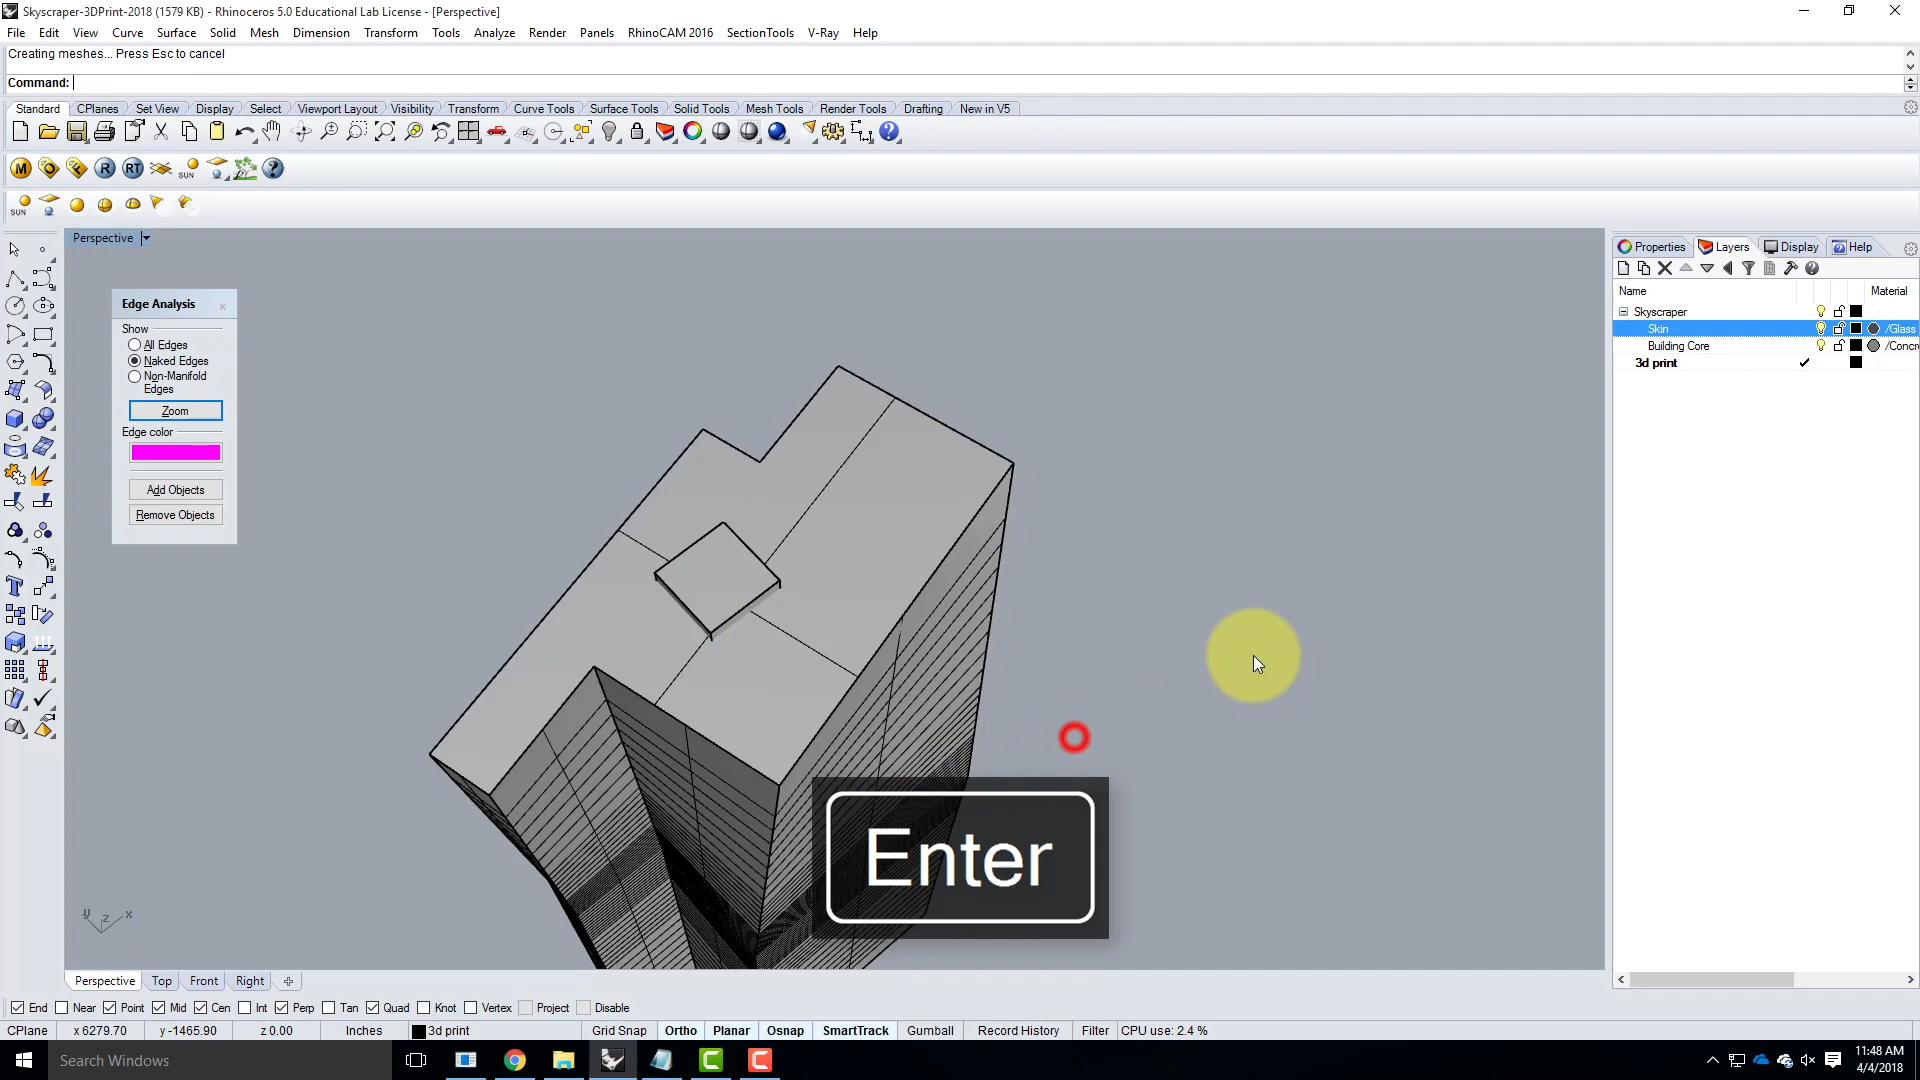 Skyscraper-3DPrint-2018 (1579 KB) - Rhinoceros 5.0 Educational Lab License - [Perspective]
File Edit View Curve Surface Solid Mesh Dimension Transform Tools Analyze Render Panels RhinoCAM 2016 SectionTools V-Ray Help
Creating meshes... Press Esc to cancel
Command:
Standard CPlanes Set View Display Select Viewport Layout Visibility Transform Curve Tools Surface Tools Solid Tools Mesh Tools Render Tools Drafting New in V5
M O F R RT SUN
SUN
Perspective
Properties Layers Display Help
Name Material
Skyscraper
Skin /Glass
Building Core /Concr
3d print
Edge Analysis
Show
All Edges
Naked Edges
Non-Manifold
Edges
Zoom
Edge color
Add Objects
Remove Objects
Enter
y z x
Perspective Top Front Right
End Near Point Mid Cen Int Perp Tan Quad Knot Vertex Project Disable
CPlane x 6279.70 y -1465.90 z 0.00 Inches 3d print Grid Snap Ortho Planar Osnap SmartTrack Gumball Record History Filter CPU use: 2.4 %
Search Windows
11:48 AM
4/4/2018